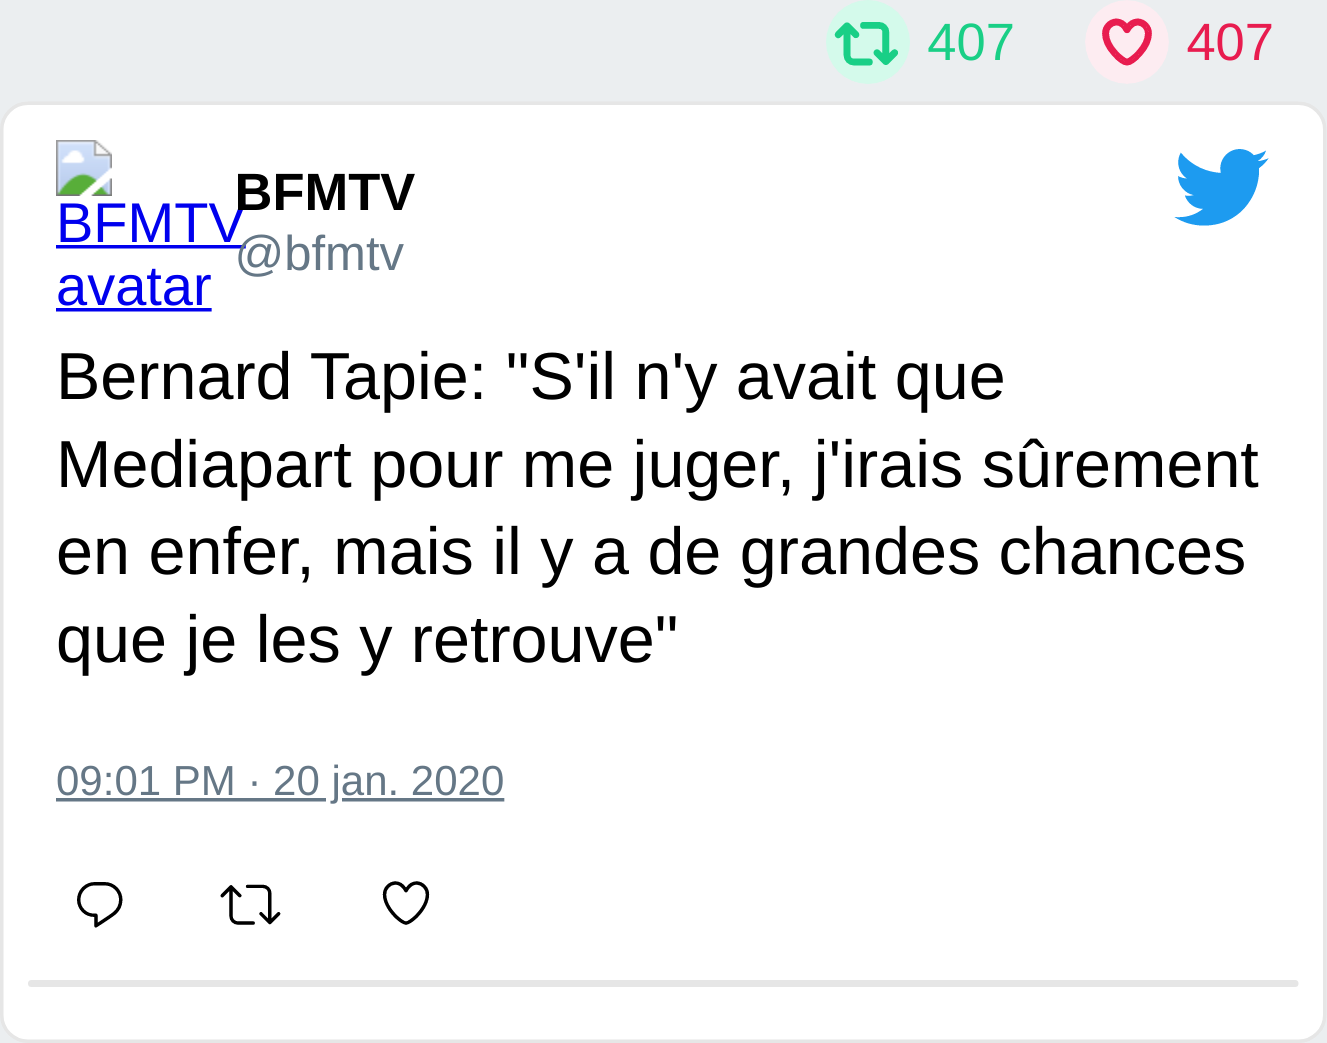 407 407
BFMTV avatar
BFMTV
@bfmtv
Bernard Tapie: "S'il n'y avait que
Mediapart pour me juger, j'irais sûrement
en enfer, mais il y a de grandes chances
que je les y retrouve"
09:01 PM · 20 jan. 2020